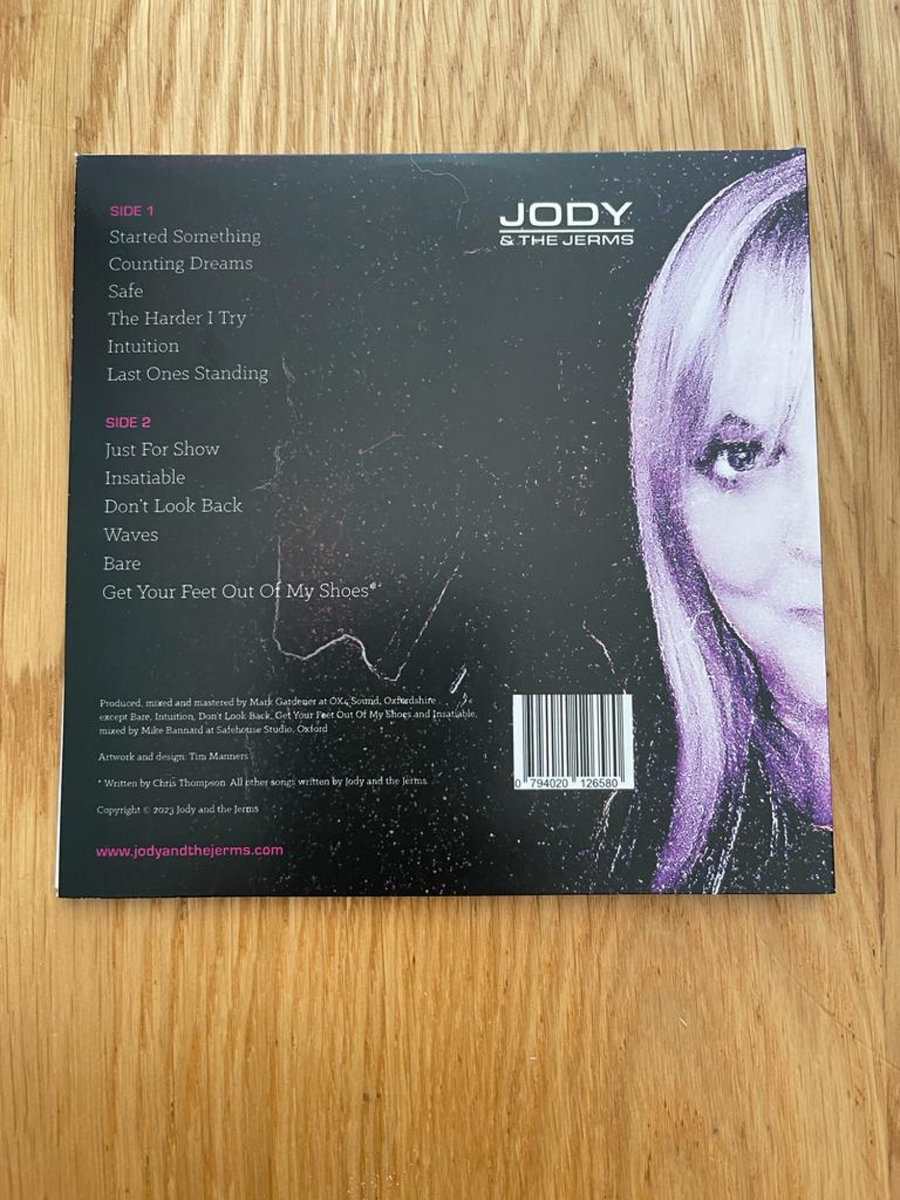 SIDE 1
Started Something
Counting Dreams
Safe
The Harder I Try
Intuition
Last Ones Standing
SIDE 2
Just For Show
Insatiable
Don't Look Back
Waves
Bare
Get Your Feet Out Of My Shoes*
JODY
& THE JERMS
Produced, mixed and mastered by Mark Gardener at OX4 Sound, Oxfordshire
except Bare, Intuition, Don't Look Back, Get Your Feet Out Of My Shoes and Insatiable,
mixed by Mike Bannard at Safehouse Studio, Oxford
Artwork and design: Tim Manners
* Written by Chris Thompson. All other songs written by Jody and the Jerms.
Copyright © 2023 Jody and the Jerms
www.jodyandthejerms.com
0 794020 126580